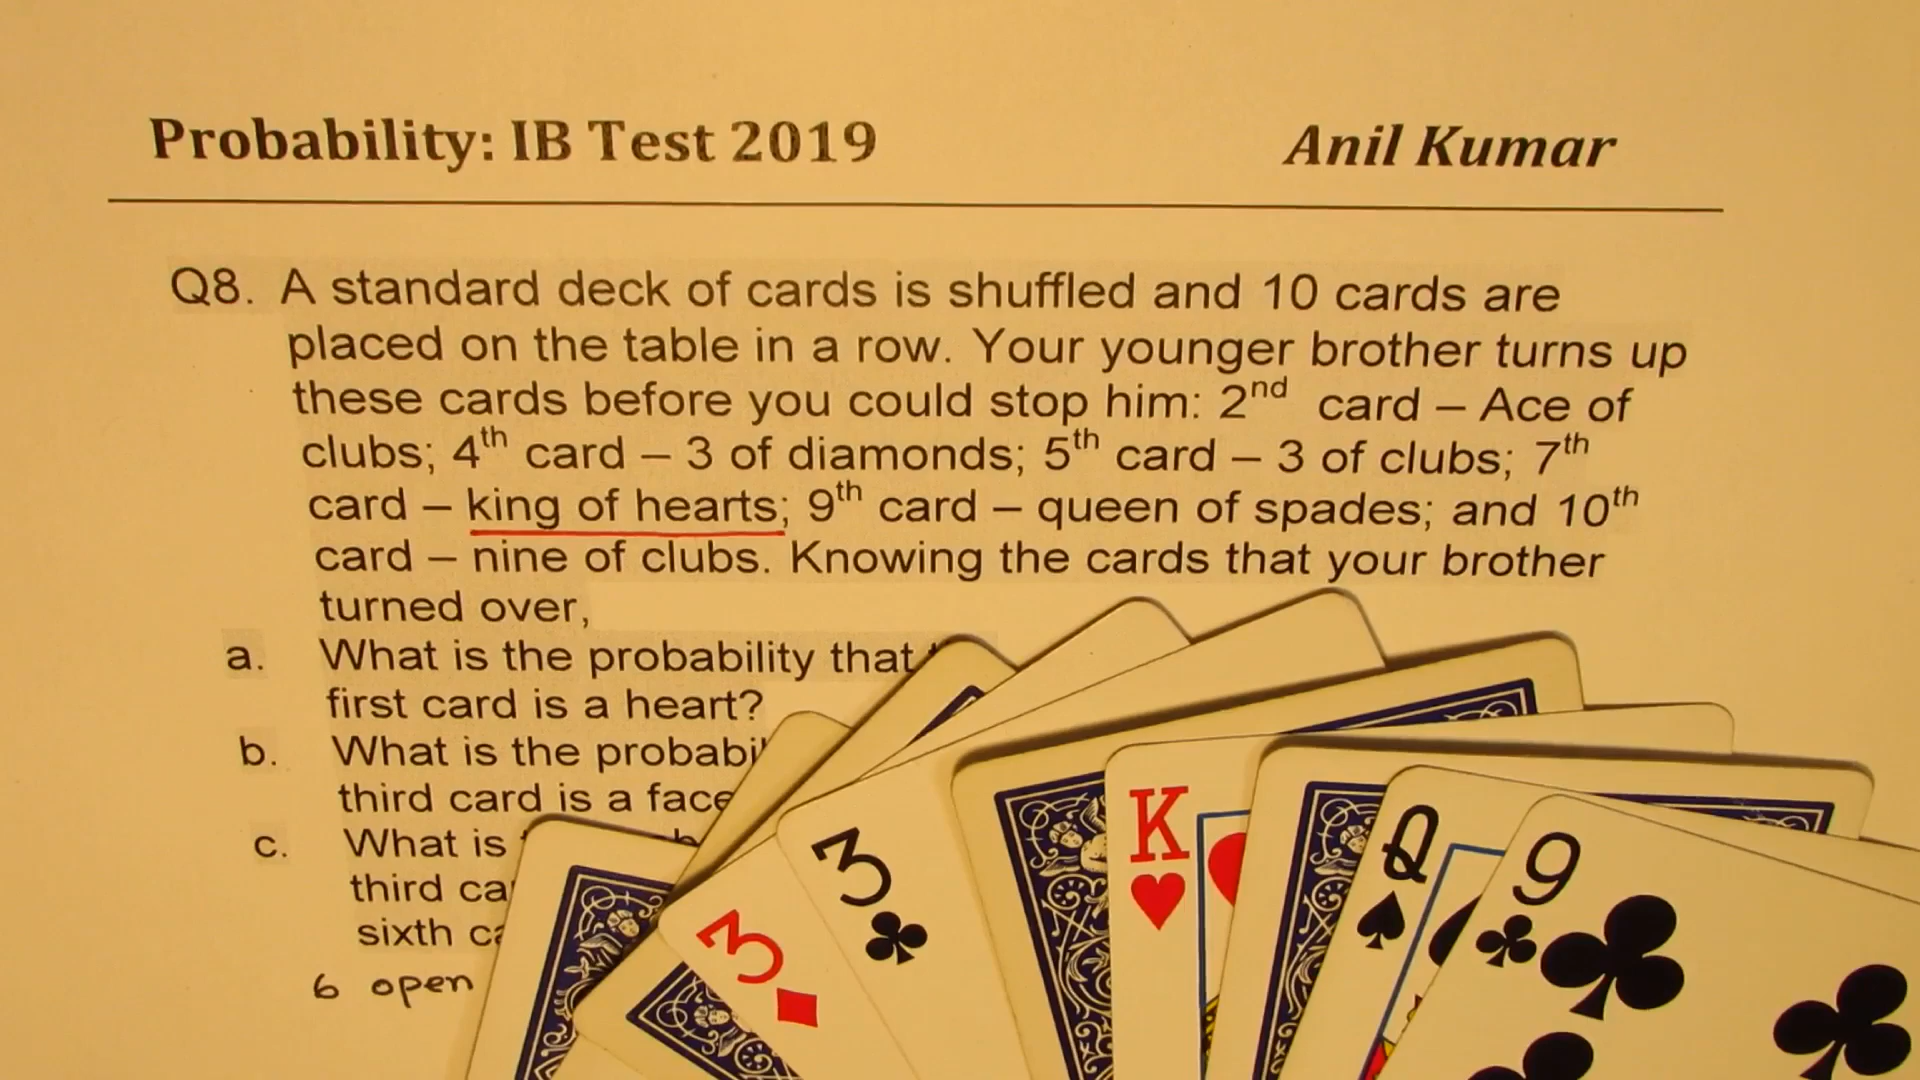 Probability: IB Test 2019 Anil Kumar
Q8. A standard deck of cards is shuffled and 10 cards are
placed on the table in a row. Your younger brother turns up
these cards before you could stop him: 2nd card – Ace of
clubs; 4th card – 3 of diamonds; 5th card – 3 of clubs; 7th
card – king of hearts; 9th card – queen of spades; and 10th
card – nine of clubs. Knowing the cards that your brother
turned over,
a. What is the probability that
first card is a heart?
b. What is the
third card is a face
c. What is
third
sixth
6 open
K
Q
9
3
3